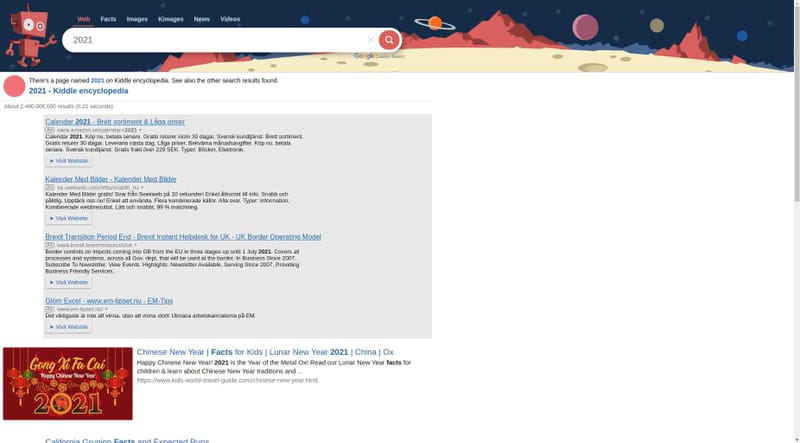 Web Facts Images Kimages News Videos
2021
Google Custom Search
There's a page named 2021 on Kiddle encyclopedia. See also the other search results found.
2021 - Kiddle encyclopedia
About 2,460,000,000 results (0.21 seconds)
Calendar 2021 - Brett sortiment & Låga priser
Ad www.amazon.se/calendar+2021
Calendar 2021. Köp nu, betala senare. Gratis returer inom 30 dagar. Svensk kundtjänst. Brett sortiment.
Gratis returer 30 dagar. Leverans nästa dag. Låga priser. Bekväma månadsavgifter. Köp nu, betala
senare. Svensk kundtjänst. Gratis frakt över 229 SEK. Typer: Böcker, Elektronik.
➤ Visit Website
Kalender Med Bilder - Kalender Med Bilder
Ad se.seekweb.com/hitta/snabbt_nu
Kalender Med Bilder gratis! Svar från Seekweb på 10 sekunder! Enkel åtkomst till info. Snabb och
pålitlig. Upptäck oss nu! Enkel att använda. Flera kombinerade källor. Alla svar. Typer: Information,
Kombinerade webbresultat, Lätt och snabbt, 99 % matchning.
➤ Visit Website
Brexit Transition Period End - Brexit Instant Helpdesk for UK - UK Border Operating Model
Ad
Border controls on imports coming into GB from the EU in three stages up until 1 July 2021. Covers all
processes and systems, across all Gov. dept. that will be used at the border. In Business Since 2007,
Subscribe To Newsletter. View Events. Highlights: Newsletter Available, Serving Since 2007, Providing
Business Friendly Services.
➤ Visit Website
Glöm Excel - www.em-tipset.nu - EM-Tips
Ad www.em-tipset.nu/
Det viktigaste är inte att vinna, utan att vinna stort! Utmana arbetskamraterna på EM.
➤ Visit Website
Gong Xi Fa Cai
Happy Chinese New Year
2021
Chinese New Year | Facts for Kids | Lunar New Year 2021 | China | Ox
Happy Chinese New Year! 2021 is the Year of the Metal Ox! Read our Lunar New Year facts for
children & learn about Chinese New Year traditions and ...
https://www.kids-world-travel-guide.com/chinese-new-year.html
California Grunion Facts and Expected Runs